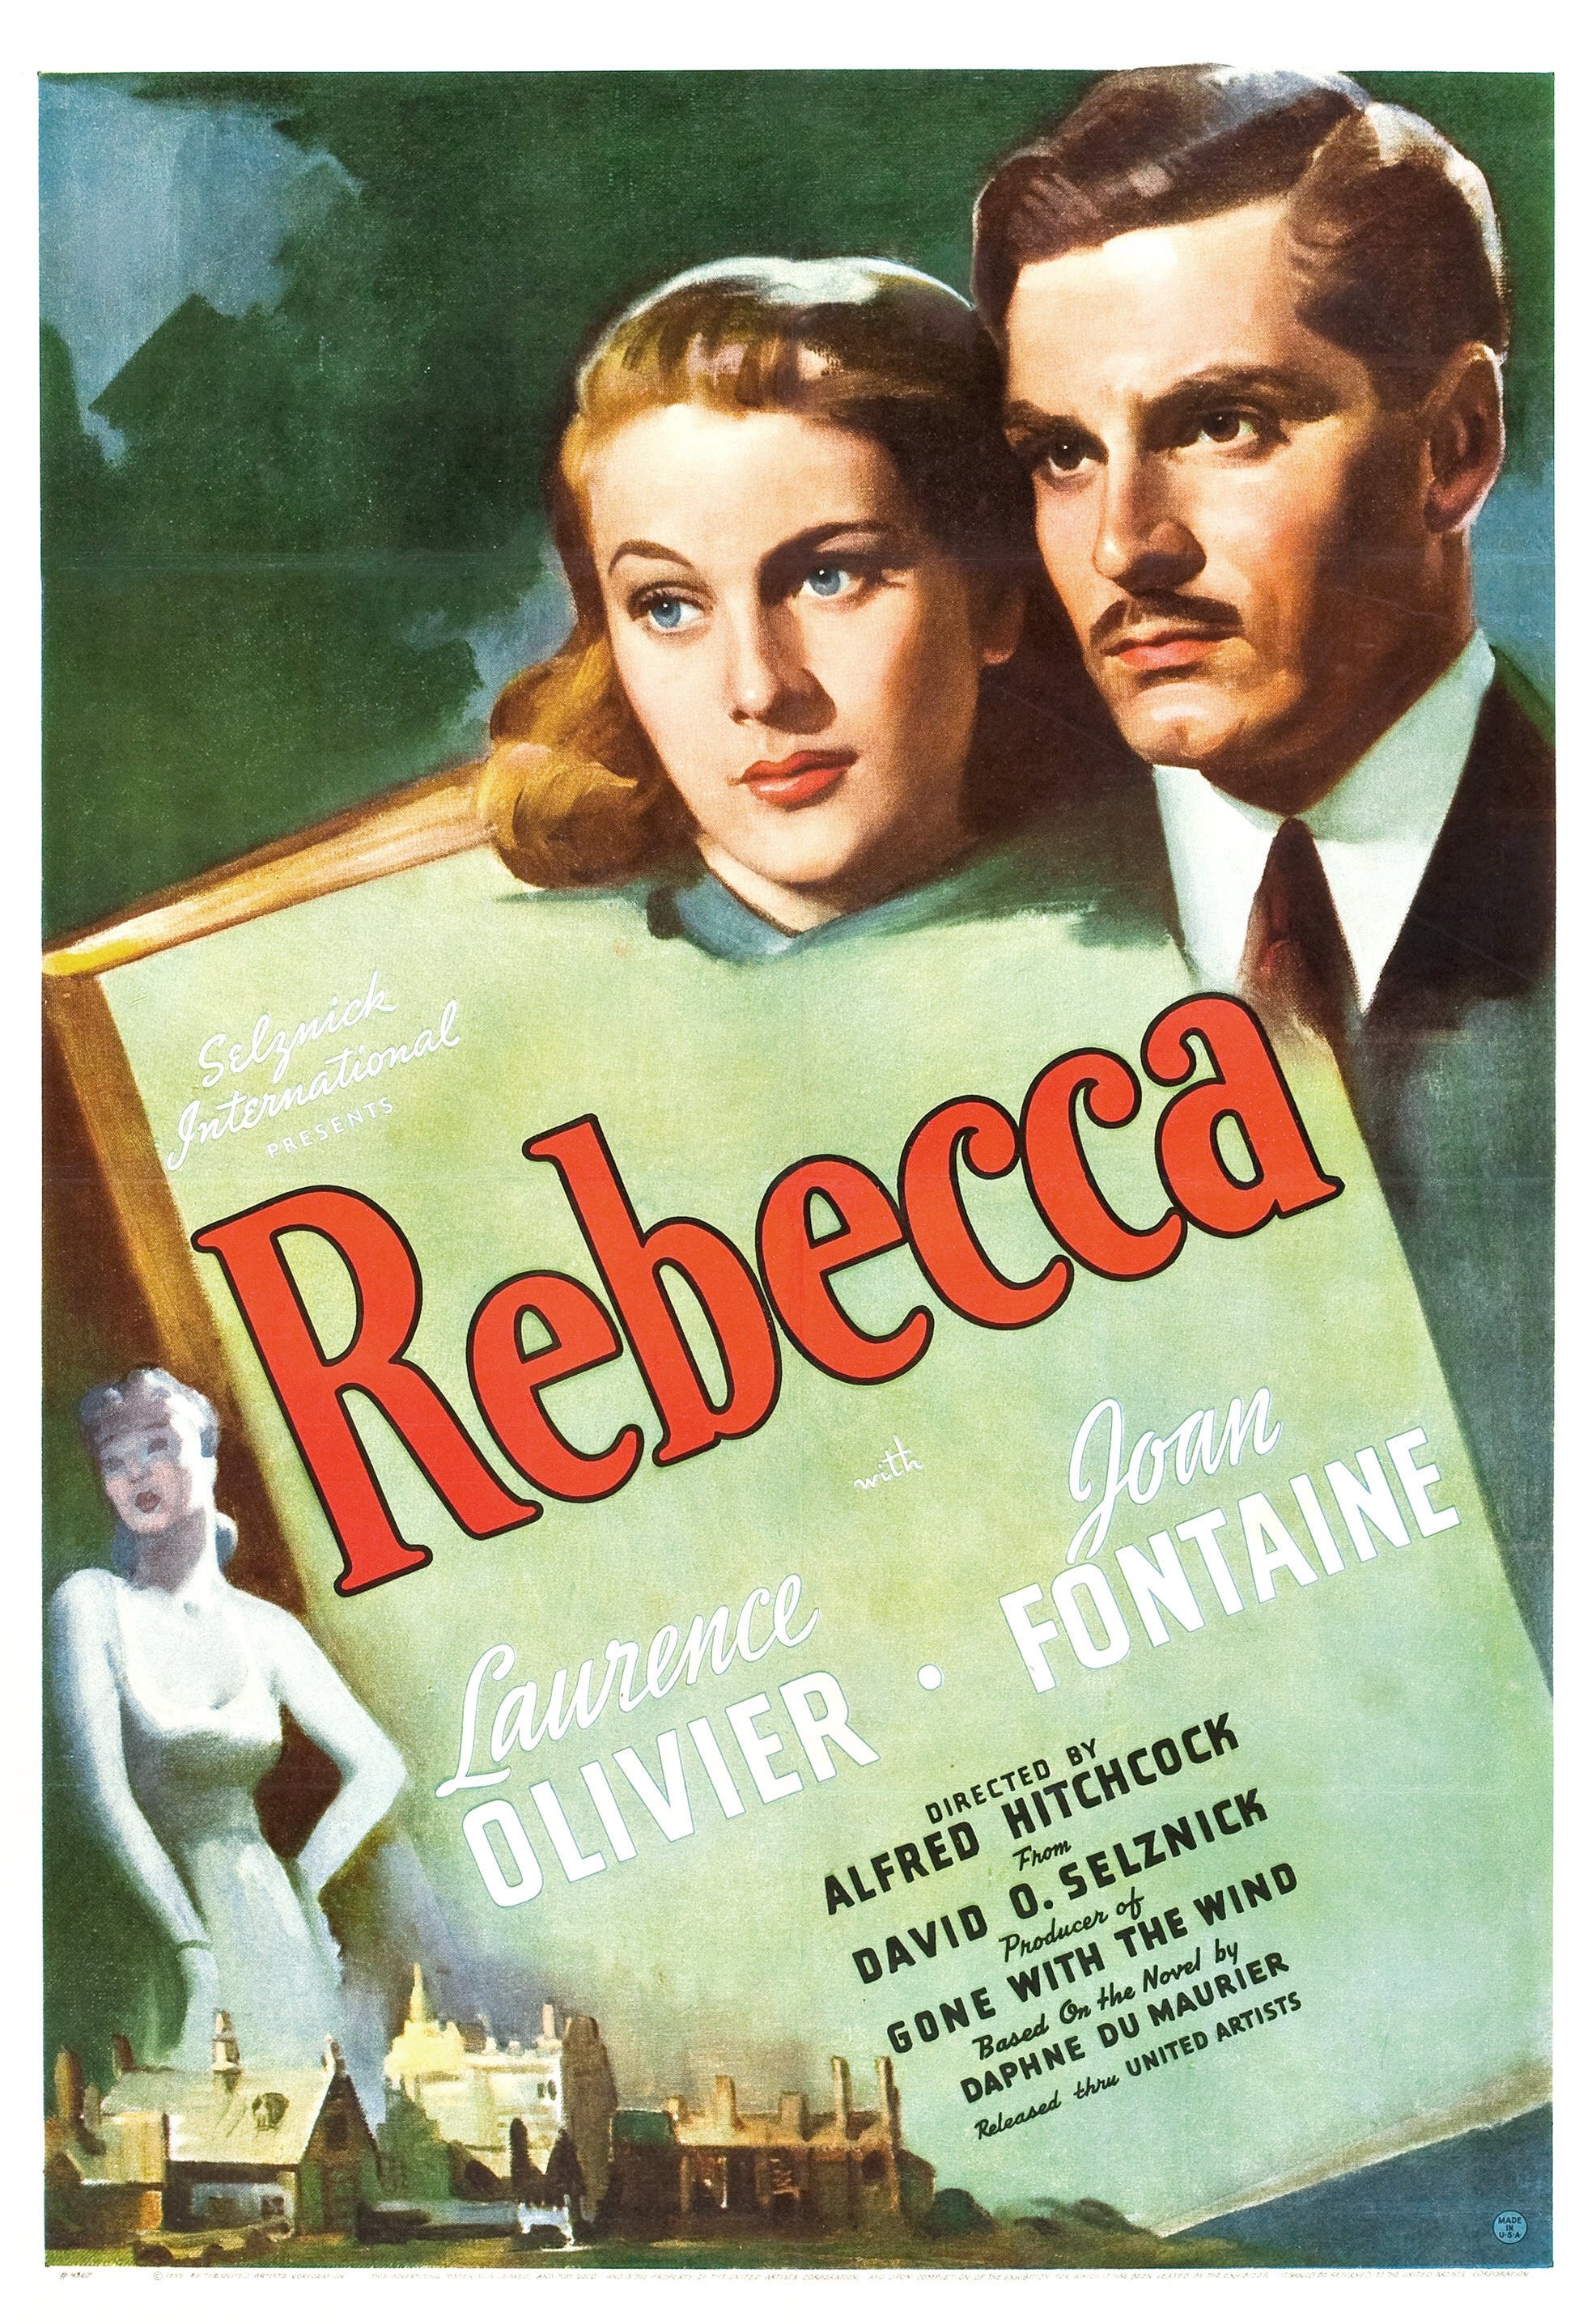 Selznick
International
PRESENTS
Rebecca
with
Laurence
OLIVIER
•
Joan
FONTAINE
DIRECTED BY
ALFRED HITCHCOCK
From
DAVID O. SELZNICK
Producer of
GONE WITH THE WIND
Based On the Novel by
DAPHNE DU MAURIER
Released thru UNITED ARTISTS
MADE
IN
U·S·A